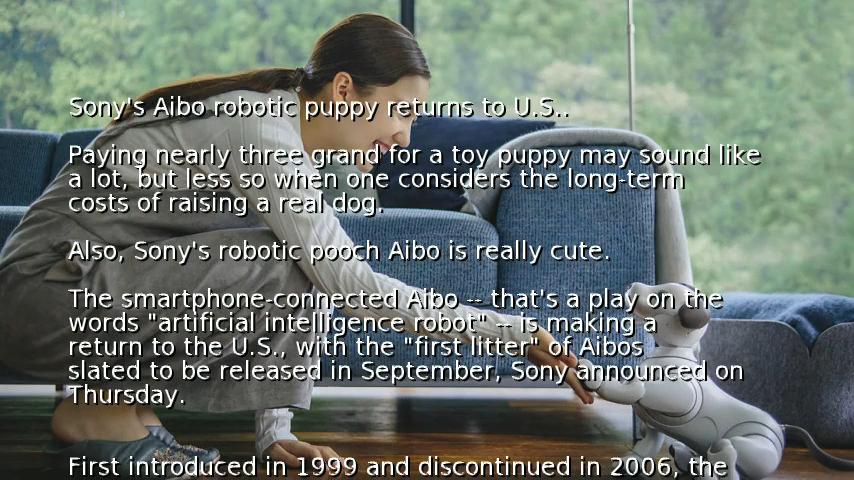 Sony's Aibo robotic puppy returns to U.S..
Paying nearly three grand for a toy puppy may sound like
a lot, but less so when one considers the long-term
costs of raising a real dog.
Also, Sony's robotic pooch Aibo is really cute.
The smartphone-connected Aibo -- that's a play on the
words "artificial intelligence robot" -- is making a
return to the U.S., with the "first litter" of Aibos
slated to be released in September, Sony announced on
Thursday.
First introduced in 1999 and discontinued in 2006, the